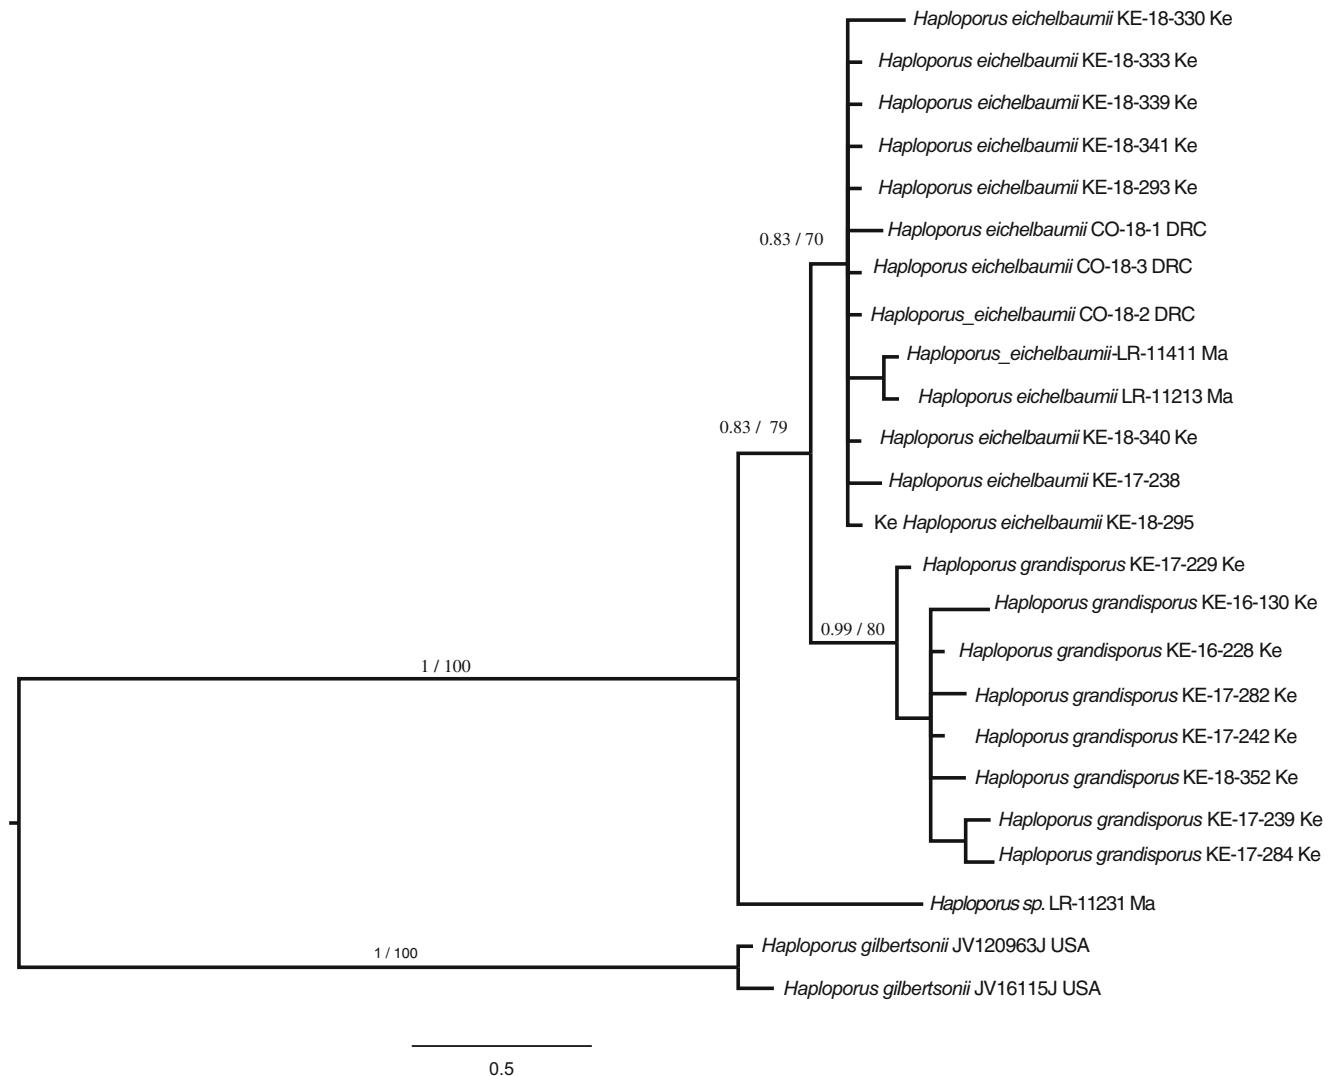 Haploporus eichelbaumii KE-18-330 Ke
Haploporus eichelbaumii KE-18-333 Ke
Haploporus eichelbaumii KE-18-339 Ke
Haploporus eichelbaumii KE-18-341 Ke
Haploporus eichelbaumii KE-18-293 Ke
Haploporus eichelbaumii CO-18-1 DRC
0.83 / 70
Haploporus eichelbaumii CO-18-3 DRC
Haploporus_eichelbaumii CO-18-2 DRC
Haploporus_eichelbaumii-LR-11411 Ma
Haploporus eichelbaumii LR-11213 Ma
0.83 / 79
Haploporus eichelbaumii KE-18-340 Ke
Haploporus eichelbaumii KE-17-238
Ke Haploporus eichelbaumii KE-18-295
Haploporus grandisporus KE-17-229 Ke
Haploporus grandisporus KE-16-130 Ke
0.99 / 80
Haploporus grandisporus KE-16-228 Ke
1 / 100
Haploporus grandisporus KE-17-282 Ke
Haploporus grandisporus KE-17-242 Ke
Haploporus grandisporus KE-18-352 Ke
Haploporus grandisporus KE-17-239 Ke
Haploporus grandisporus KE-17-284 Ke
Haploporus sp. LR-11231 Ma
Haploporus gilbertsonii JV120963J USA
1 / 100
Haploporus gilbertsonii JV16115J USA
0.5